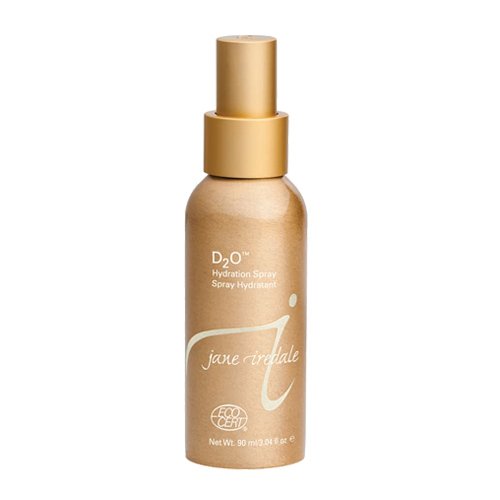 D₂O™
Hydration Spray
Spray Hydratant
jane iredale
ECO
CERT
Net Wt. 90 ml/3.04 fl oz ℮